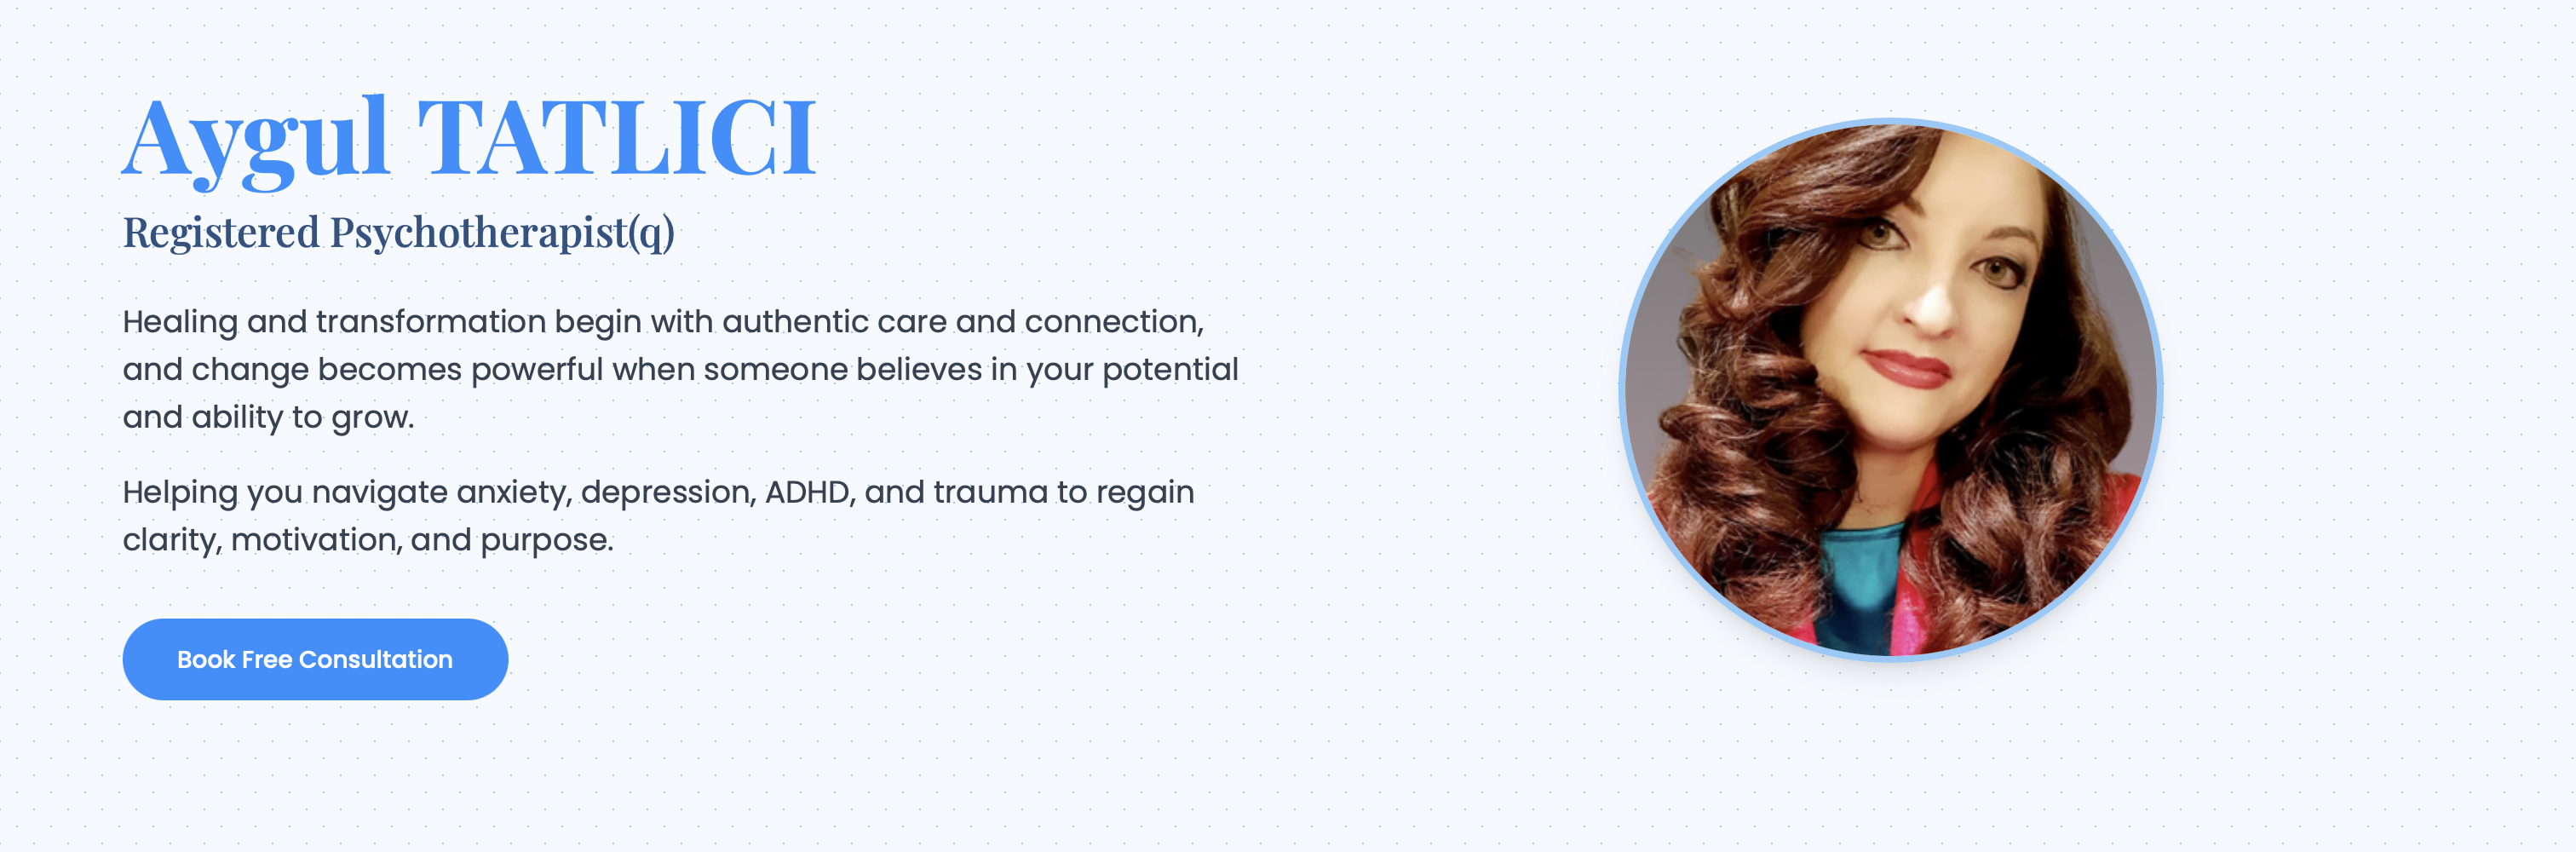 Aygul TATLICI
Registered Psychotherapist(q)
Healing and transformation begin with authentic care and connection,
and change becomes powerful when someone believes in your potential
and ability to grow.
Helping you navigate anxiety, depression, ADHD, and trauma to regain
clarity, motivation, and purpose.
Book Free Consultation